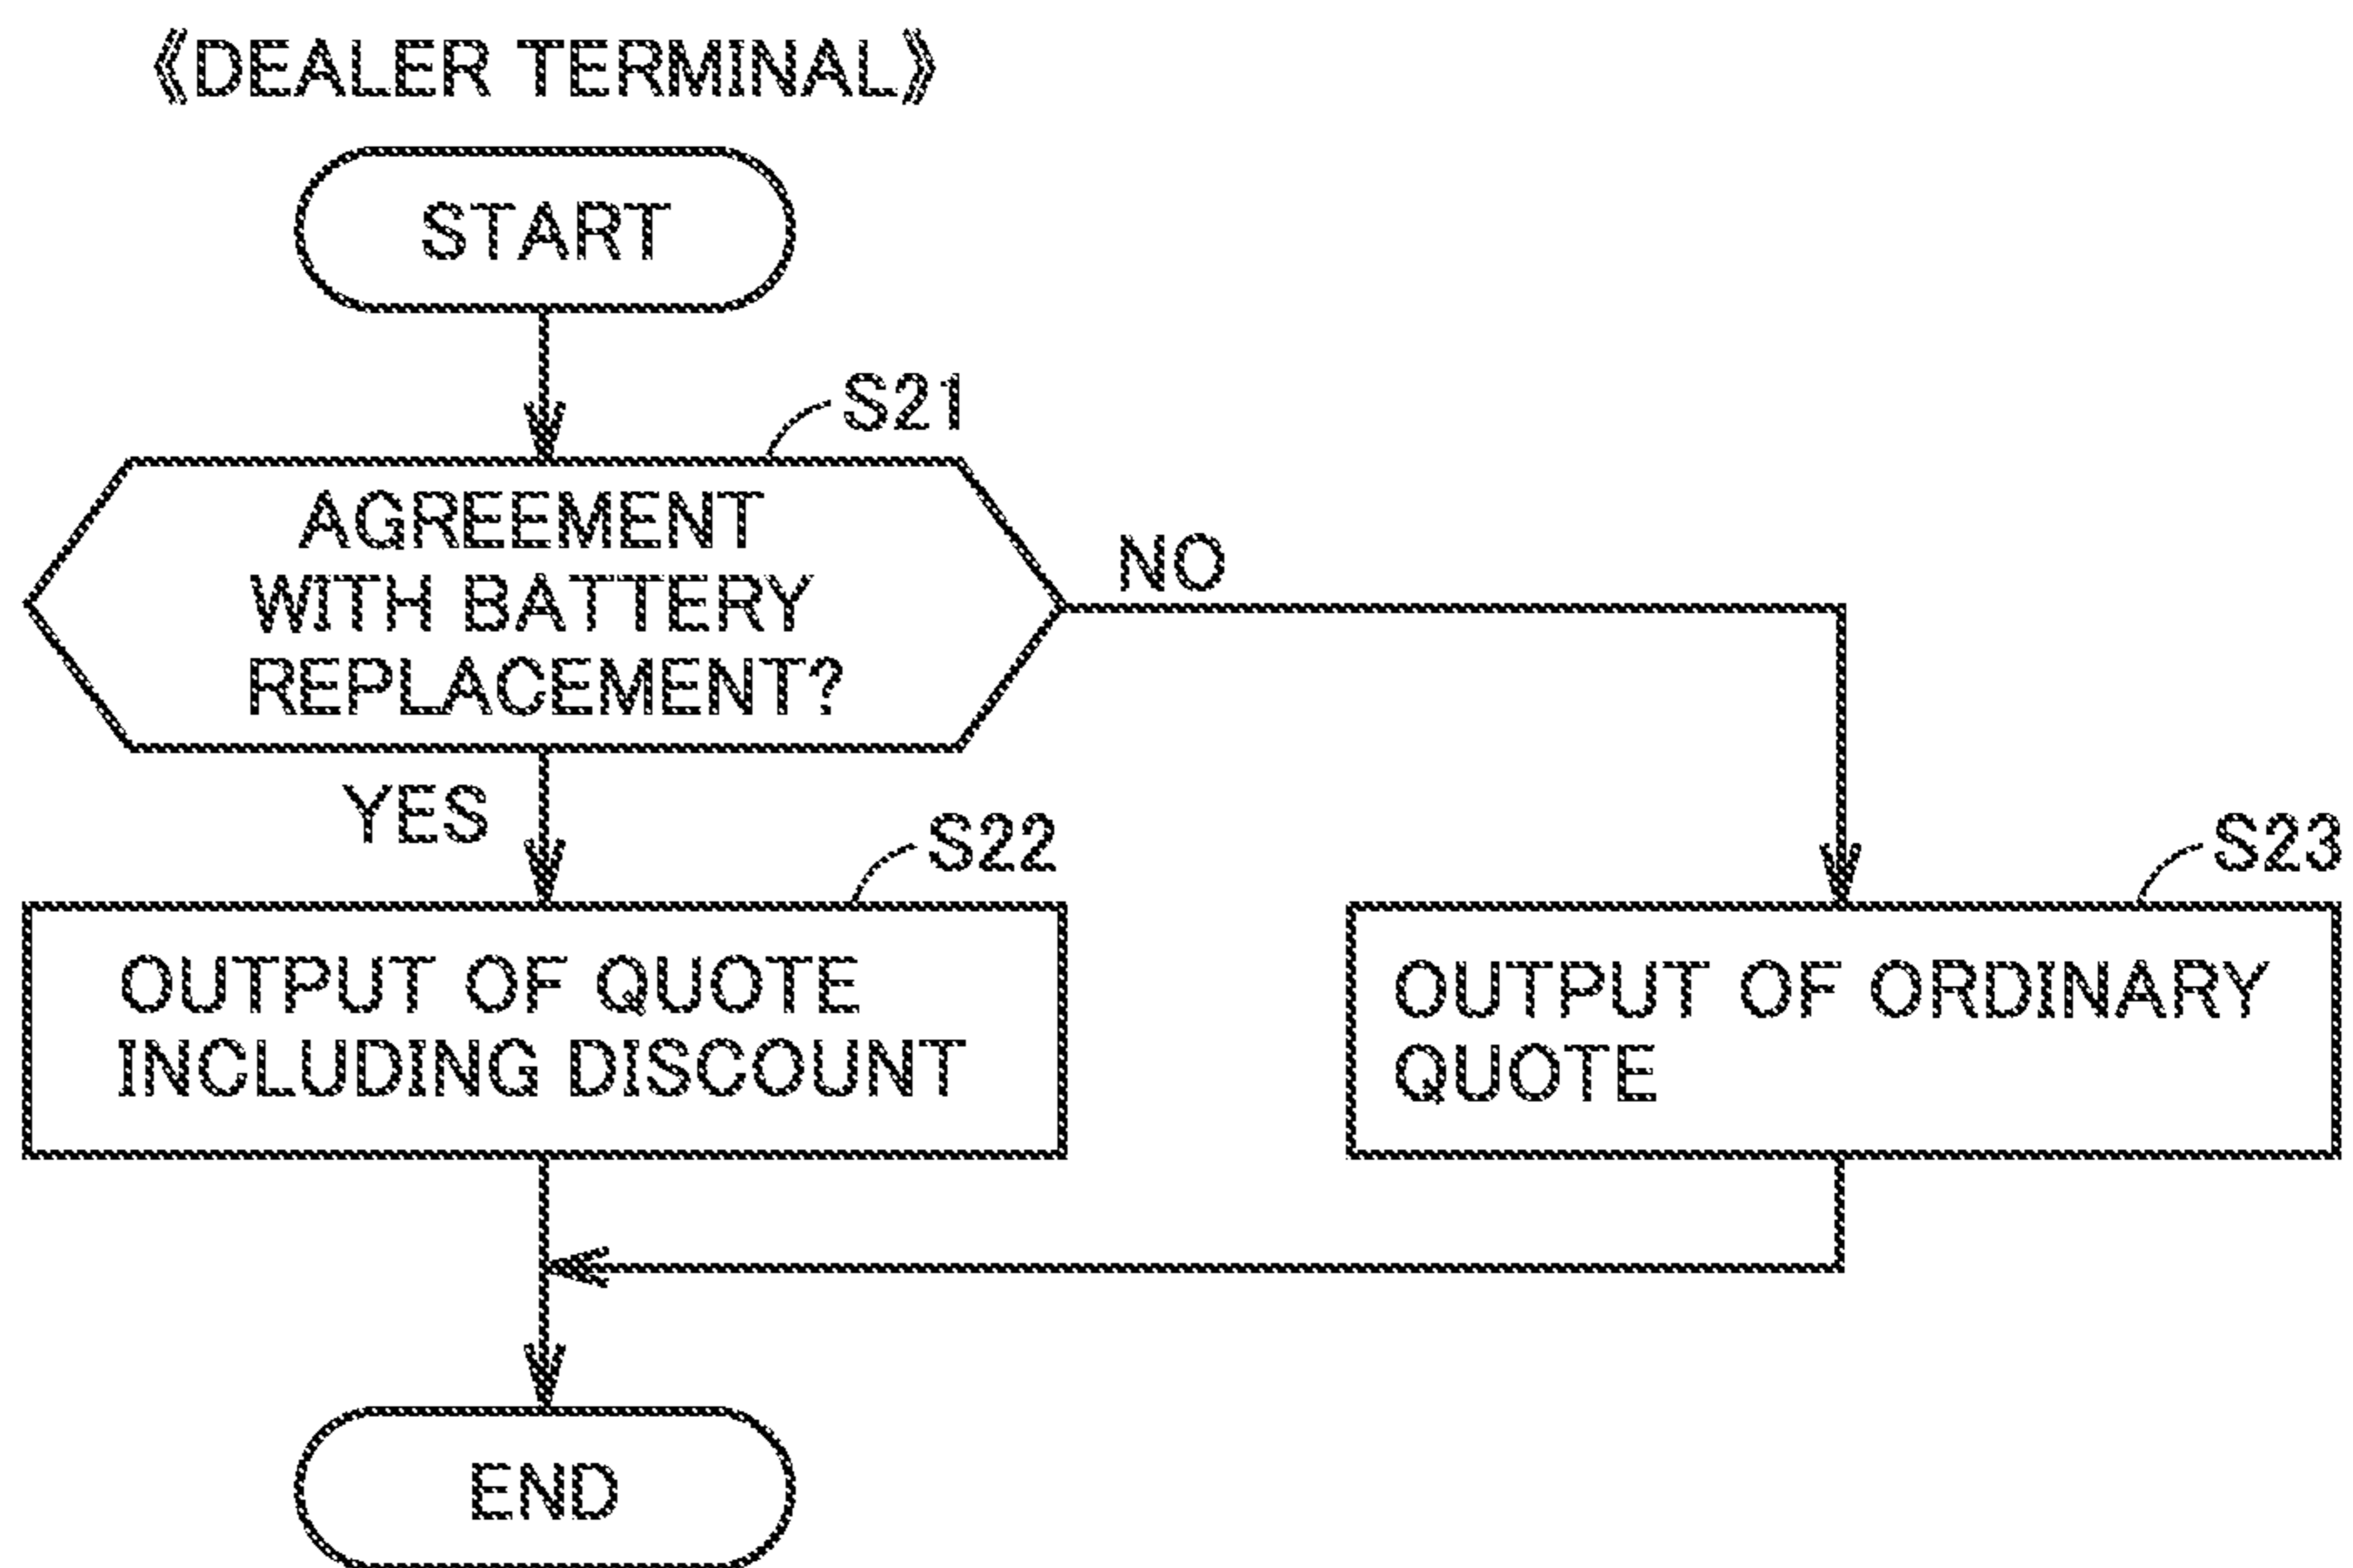 《DEALER TERMINAL》
START
S21
AGREEMENT
WITH BATTERY
REPLACEMENT?
NO
YES
S22
S23
OUTPUT OF QUOTE
INCLUDING DISCOUNT
OUTPUT OF ORDINARY
QUOTE
END